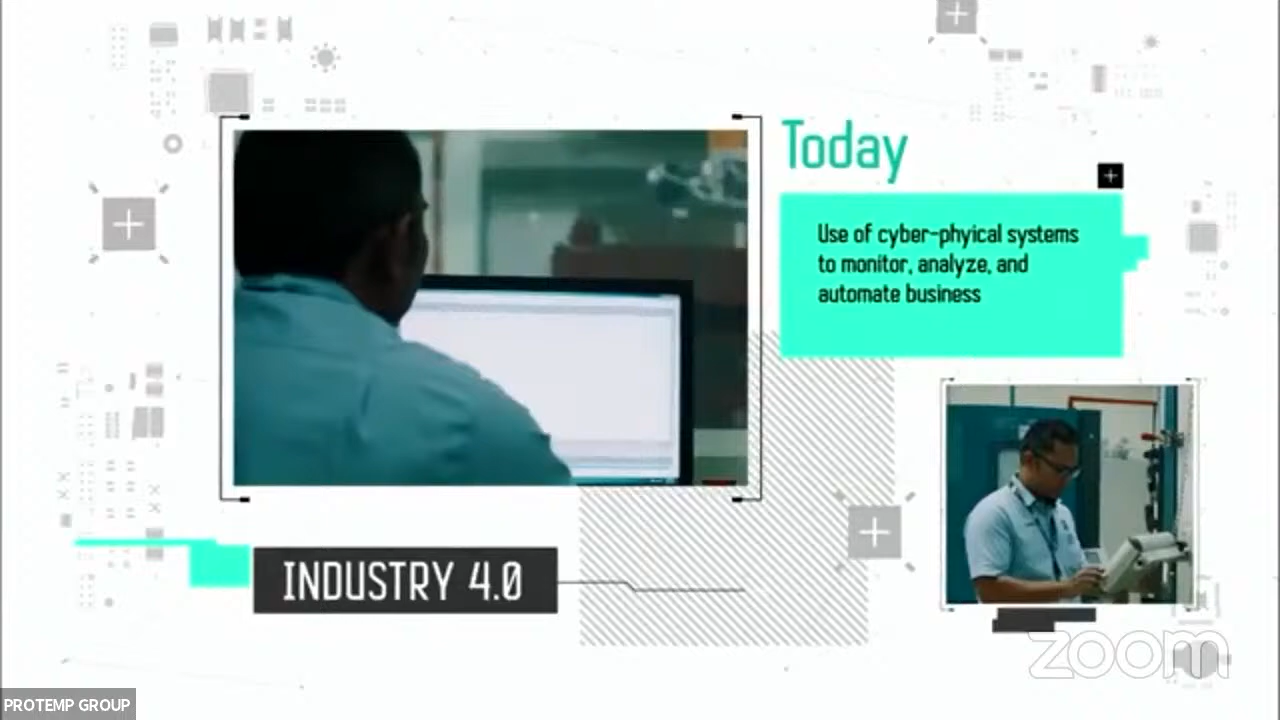 Today
Use of cyber-phyical systems
to monitor, analyze, and
automate business
INDUSTRY 4.0
zoom
PROTEMP GROUP